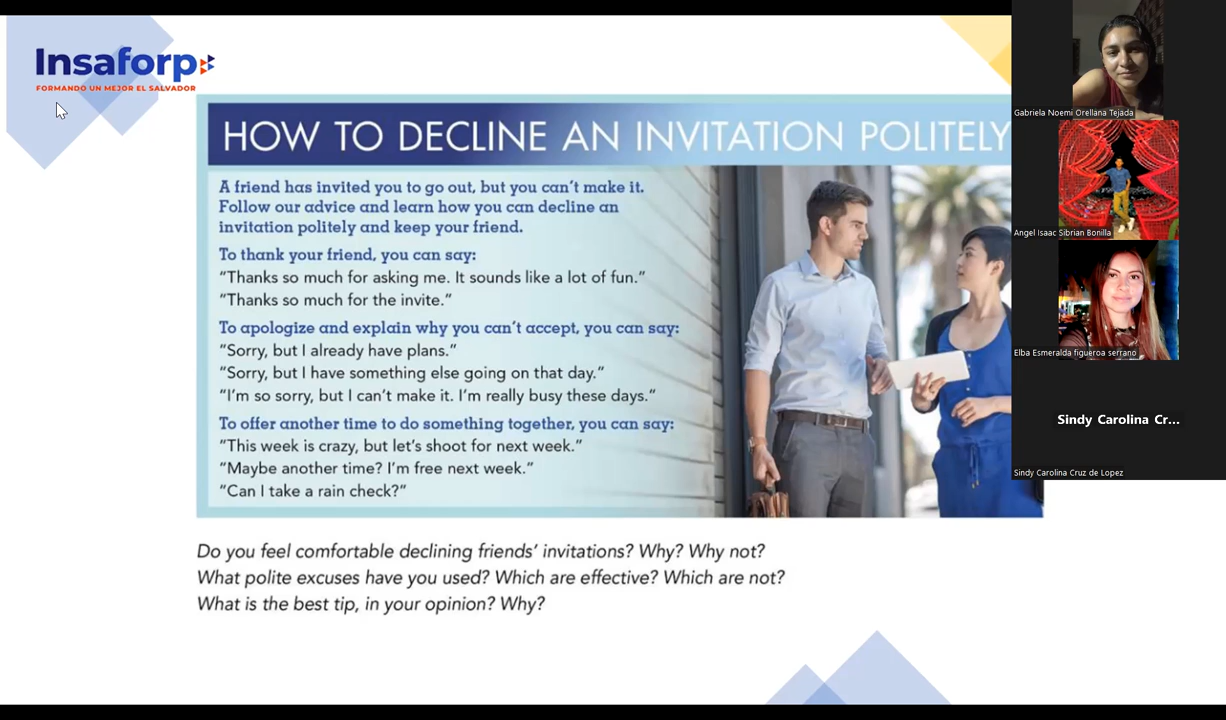 Insaforp
FORMANDO UN MEJOR EL SALVADOR
HOW TO DECLINE AN INVITATION POLITELY
A friend has invited you to go out, but you can't make it.
Follow our advice and learn how you can decline an
invitation politely and keep your friend.
To thank your friend, you can say:
"Thanks so much for asking me. It sounds like a lot of fun."
"Thanks so much for the invite."
To apologize and explain why you can't accept, you can say:
"Sorry, but I already have plans."
"Sorry, but I have something else going on that day."
"I'm so sorry, but I can't make it. I'm really busy these days."
To offer another time to do something together, you can say:
"This week is crazy, but let's shoot for next week."
"Maybe another time? I'm free next week."
"Can I take a rain check?"
Do you feel comfortable declining friends' invitations? Why? Why not?
What polite excuses have you used? Which are effective? Which are not?
What is the best tip, in your opinion? Why?
Gabriela Noemi Orellana Tejada
Angel Isaac Sibrian Bonilla
Elba Esmeralda figueroa serrano
Sindy Carolina Cr...
Sindy Carolina Cruz de Lopez